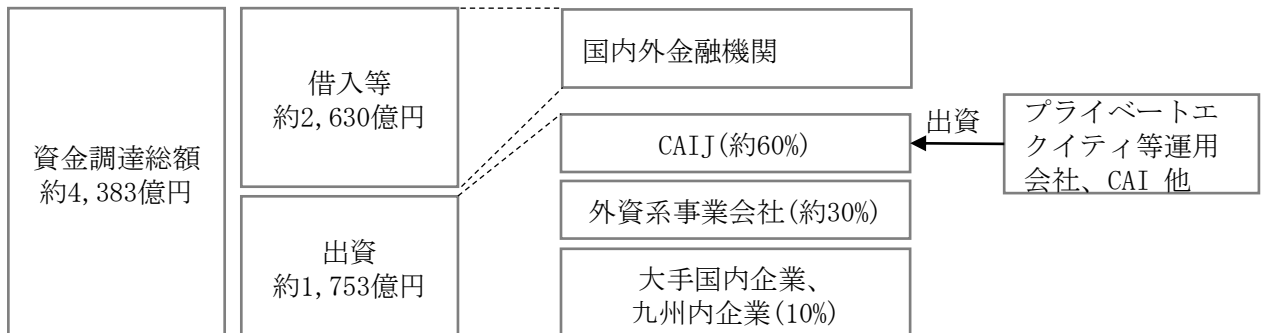 資金調達総額
約4,383億円
借入等
約2,630億円
出資
約1,753億円
国内外金融機関
CAIJ(約60%)
外資系事業会社(約30%)
大手国内企業、
九州内企業(10%)
出資
プライベートエ
クイティ等運用
会社、CAI 他